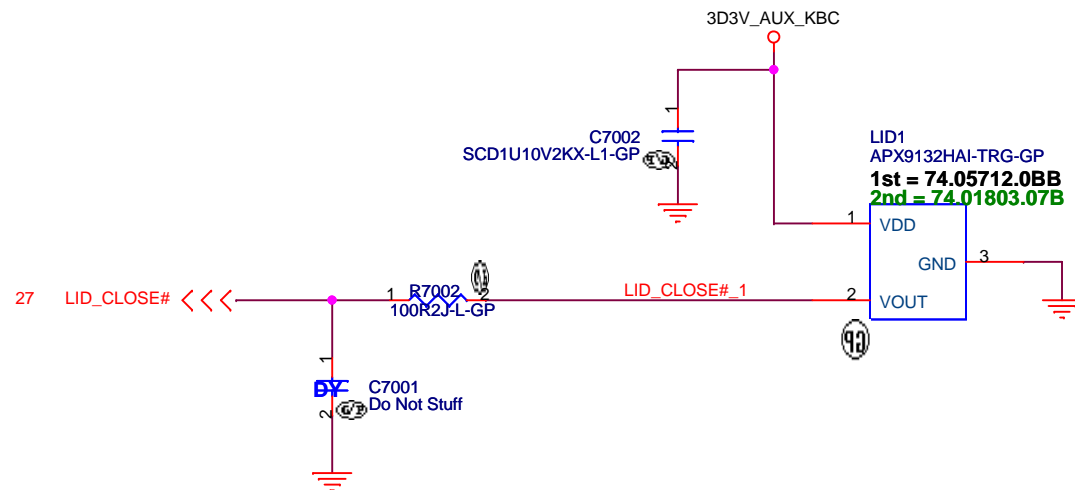 3D3V_AUX_KBC
1
C7002
SCD1U10V2KX-L1-GP
LID1
APX9132HAI-TRG-GP
1st = 74.05712.0BB
2nd = 74.01803.07B
1
VDD
GND
3
27
LID_CLOSE#
1
R7002
2
100R2J-L-GP
LID_CLOSE#_1
2
VOUT
GP
1
DY
C7001
Do Not Stuff
2